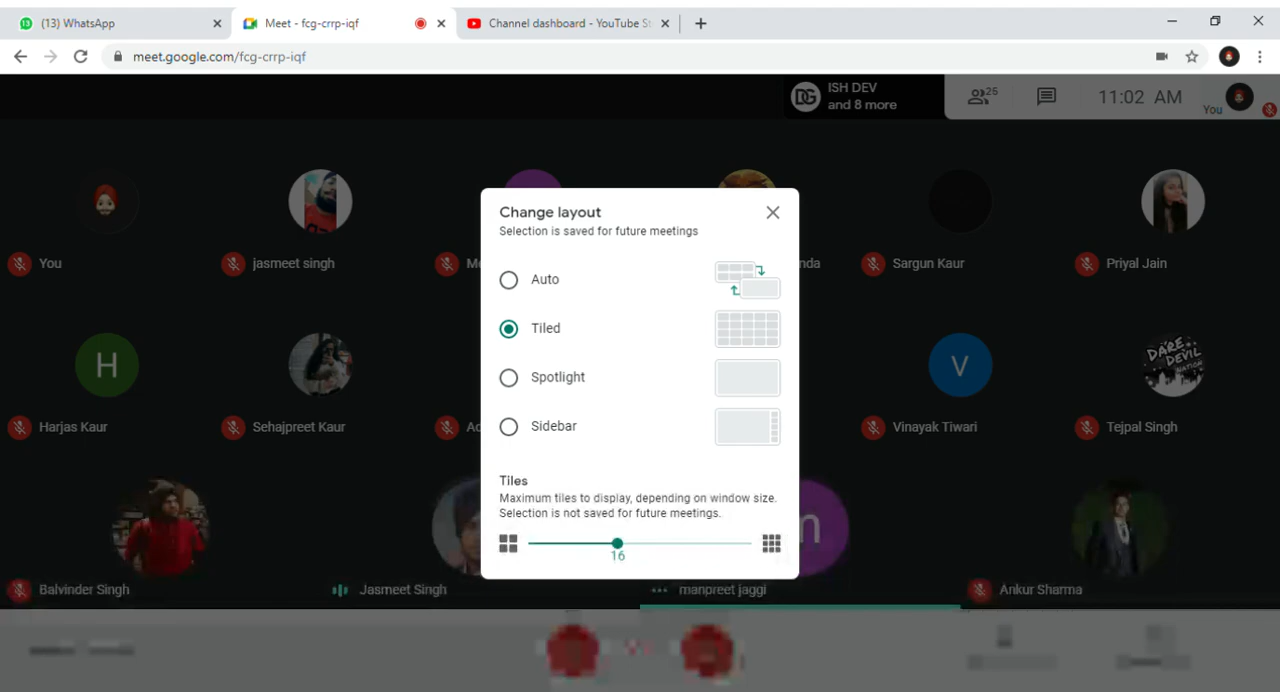 (13) WhatsApp
Meet - fcg-crrp-iqf
Channel dashboard - YouTube St
meet.google.com/fcg-crrp-iqf
DG
ISH DEV
and 8 more
25
11:02 AM
You
Change layout
Selection is saved for future meetings
Auto
Tiled
Spotlight
Sidebar
Tiles
Maximum tiles to display, depending on window size.
Selection is not saved for future meetings.
16
You
jasmeet singh
Sargun Kaur
Priyal Jain
H
V
DARE
DEVIL
NATION
Harjas Kaur
Sehajpreet Kaur
Vinayak Tiwari
Tejpal Singh
Balvinder Singh
Jasmeet Singh
manpreet jaggi
Ankur Sharma